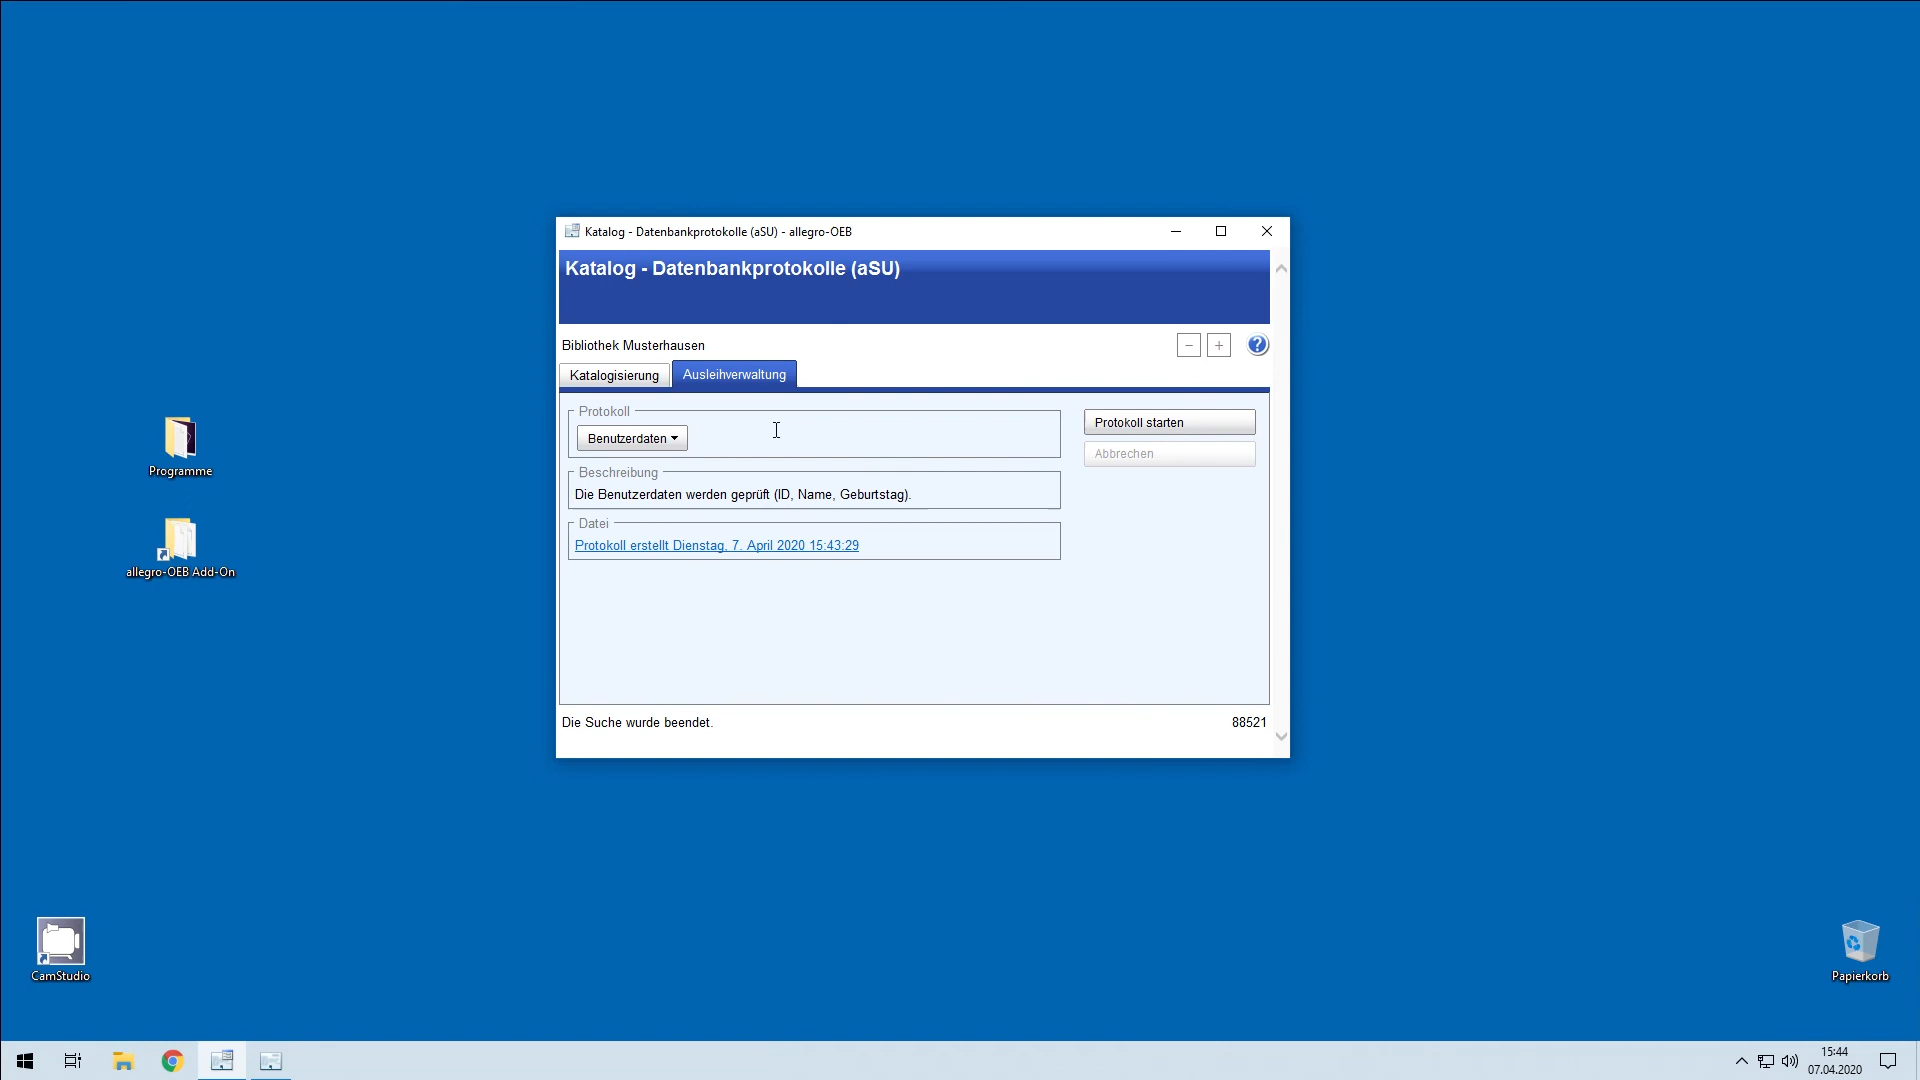 Katalog - Datenbankprotokolle (aSU) - allegro-OEB
Katalog - Datenbankprotokolle (aSU)
Bibliothek Musterhausen
− + ?
Katalogisierung Ausleihverwaltung
Protokoll
Benutzerdaten
Protokoll starten
Abbrechen
Beschreibung
Die Benutzerdaten werden geprüft (ID, Name, Geburtstag).
Datei
Protokoll erstellt Dienstag, 7. April 2020 15:43:29
Die Suche wurde beendet. 88521
Programme
allegro-OEB Add-On
CamStudio
Papierkorb
15:44
07.04.2020